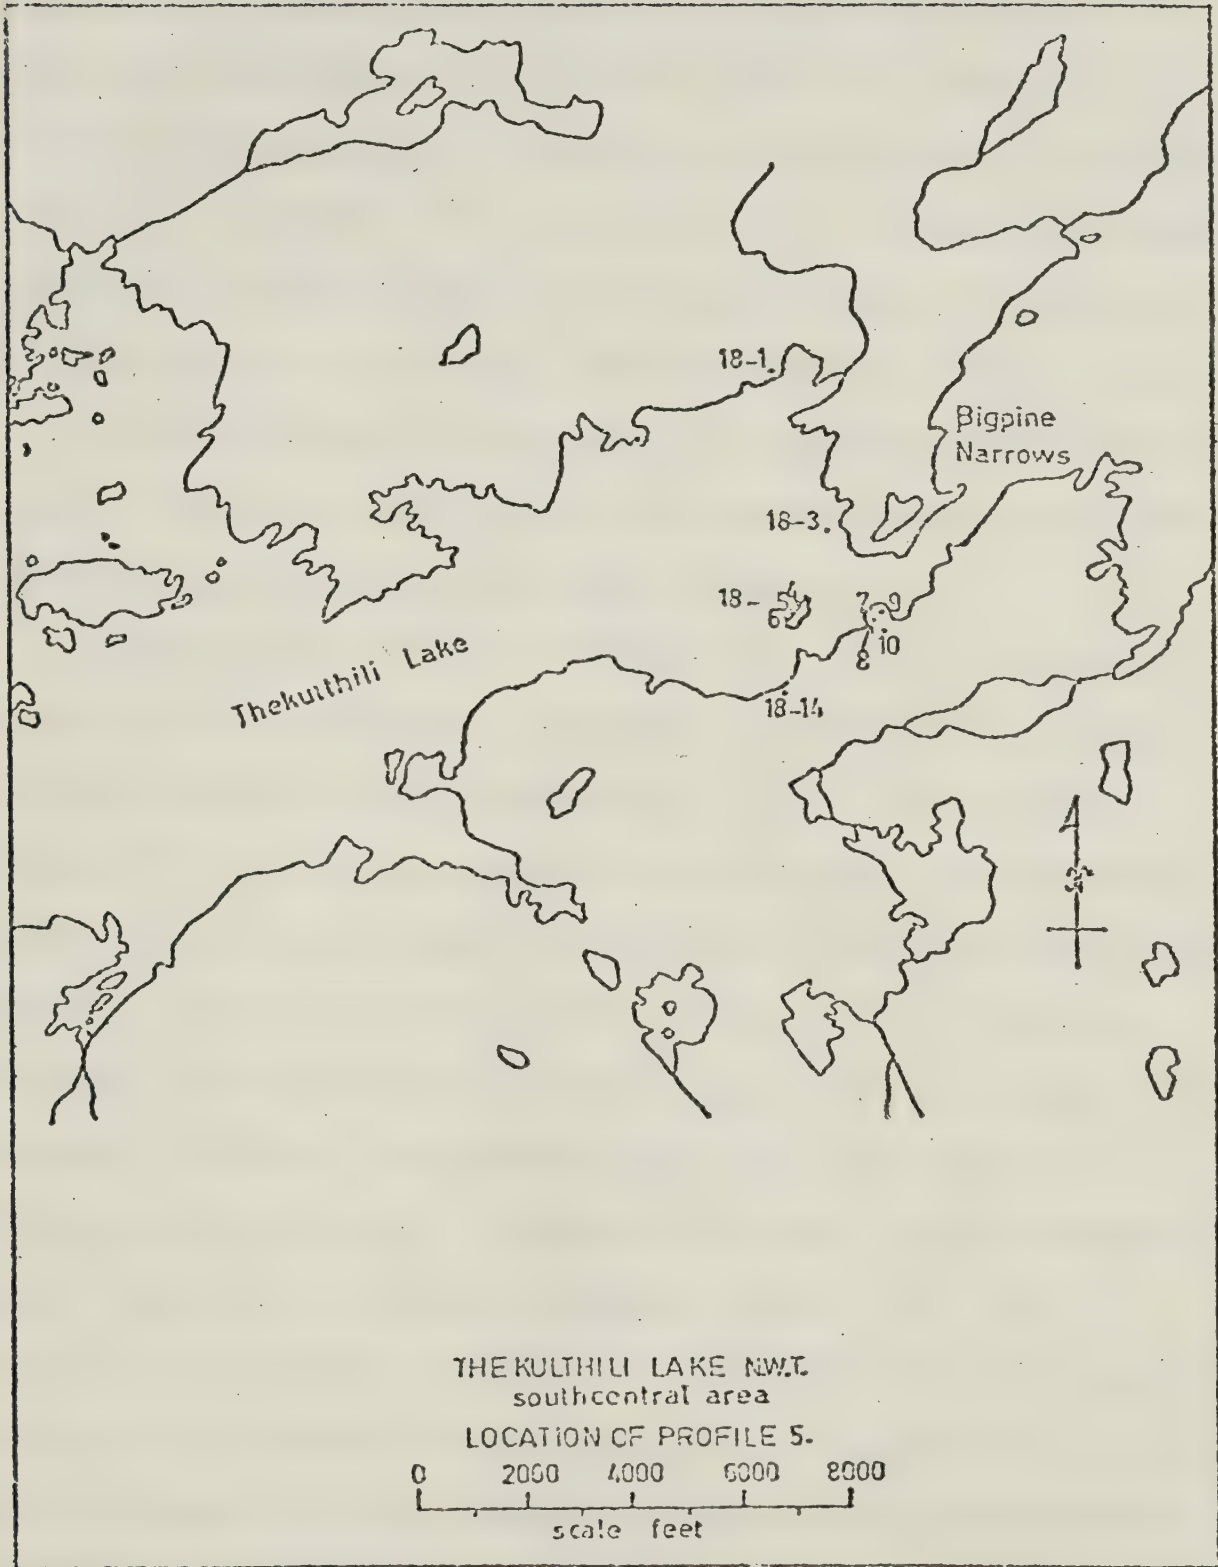 18-1.
Bigpine
Narrows
18-3.
18-
5
4
6
7
9
10
8
18-14
Thekulthili Lake
THEKULTHILI LAKE N.W.T.
southcentral area
LOCATION OF PROFILE 5.
0 2000 4000 6000 8000
scale feet